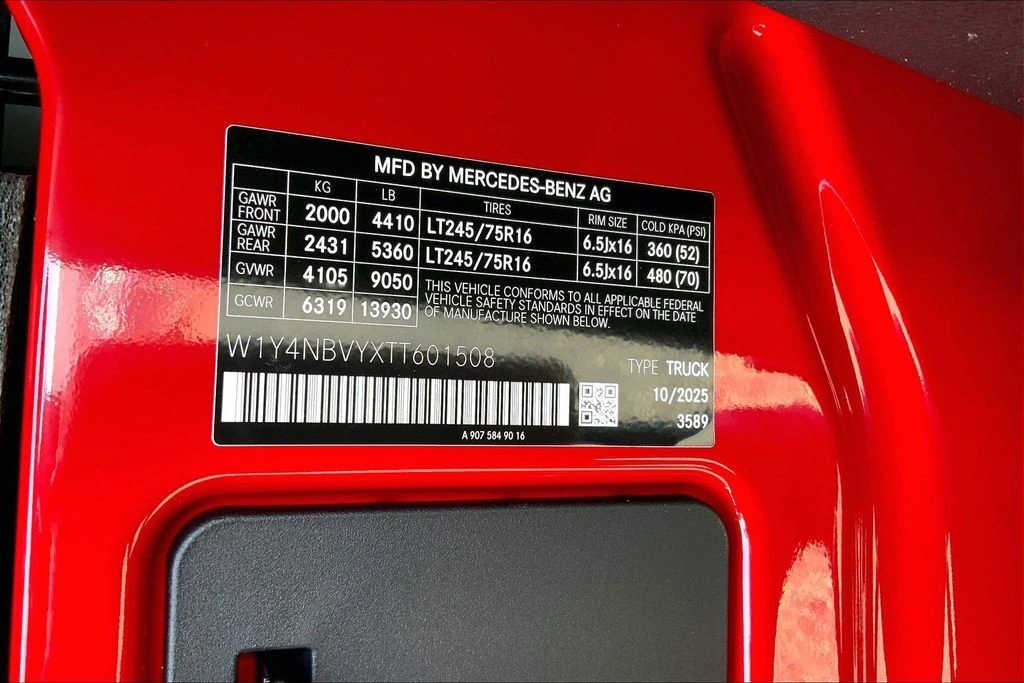 MFD BY MERCEDES-BENZ AG
KG LB TIRES RIM SIZE COLD KPA (PSI)
GAWR FRONT 2000 4410 LT245/75R16 6.5Jx16 360 (52)
GAWR REAR 2431 5360 LT245/75R16 6.5Jx16 480 (70)
GVWR 4105 9050
GCWR 6319 13930
THIS VEHICLE CONFORMS TO ALL APPLICABLE FEDERAL
VEHICLE SAFETY STANDARDS IN EFFECT ON THE DATE
OF MANUFACTURE SHOWN BELOW.
W1Y4NBVYXTT601508
TYPE TRUCK
10/2025
3589
A 907 584 90 16